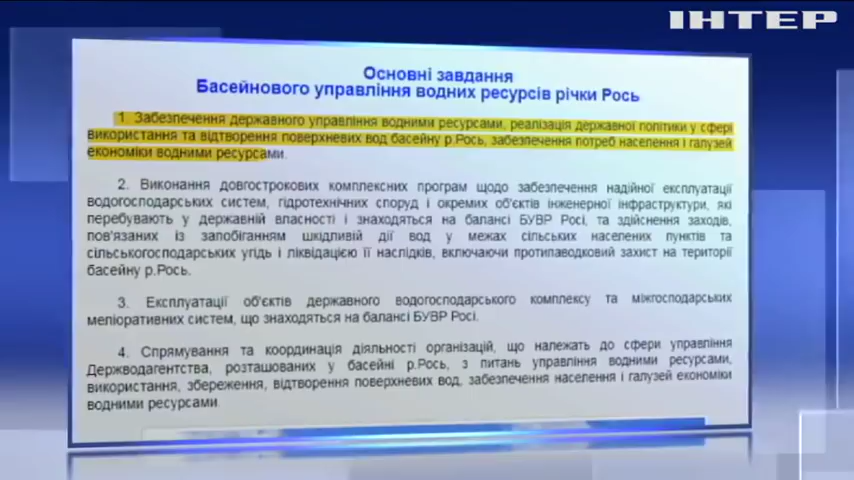 ІНТЕР
Основні завдання
Басейнового управління водних ресурсів річки Рось
1. Забезпечення державного управління водними ресурсами, реалізація державної політики у сфері
використання та відтворення поверхневих вод басейну р.Рось, забезпечення потреб населення і галузей
економіки водними ресурсами.
2. Виконання довгострокових комплексних програм щодо забезпечення надійної експлуатації
водогосподарських систем, гідротехнічних споруд і окремих об'єктів інженерної інфраструктури, які
перебувають у державній власності і знаходяться на балансі БУВР Росі, та здійснення заходів,
пов'язаних із запобіганням шкідливій дії вод у межах сільських населених пунктів та
сільськогосподарських угідь і ліквідацією її наслідків, включаючи протипаводковий захист на території
басейну р.Рось.
3. Експлуатації об'єктів державного водогосподарського комплексу та міжгосподарських
меліоративних систем, що знаходяться на балансі БУВР Росі.
4. Спрямування та координація діяльності організацій, що належать до сфери управління
Держводагентства, розташованих у басейні р.Рось, з питань управління водними ресурсами,
використання, збереження, відтворення поверхневих вод, забезпечення населення і галузей економіки
водними ресурсами.